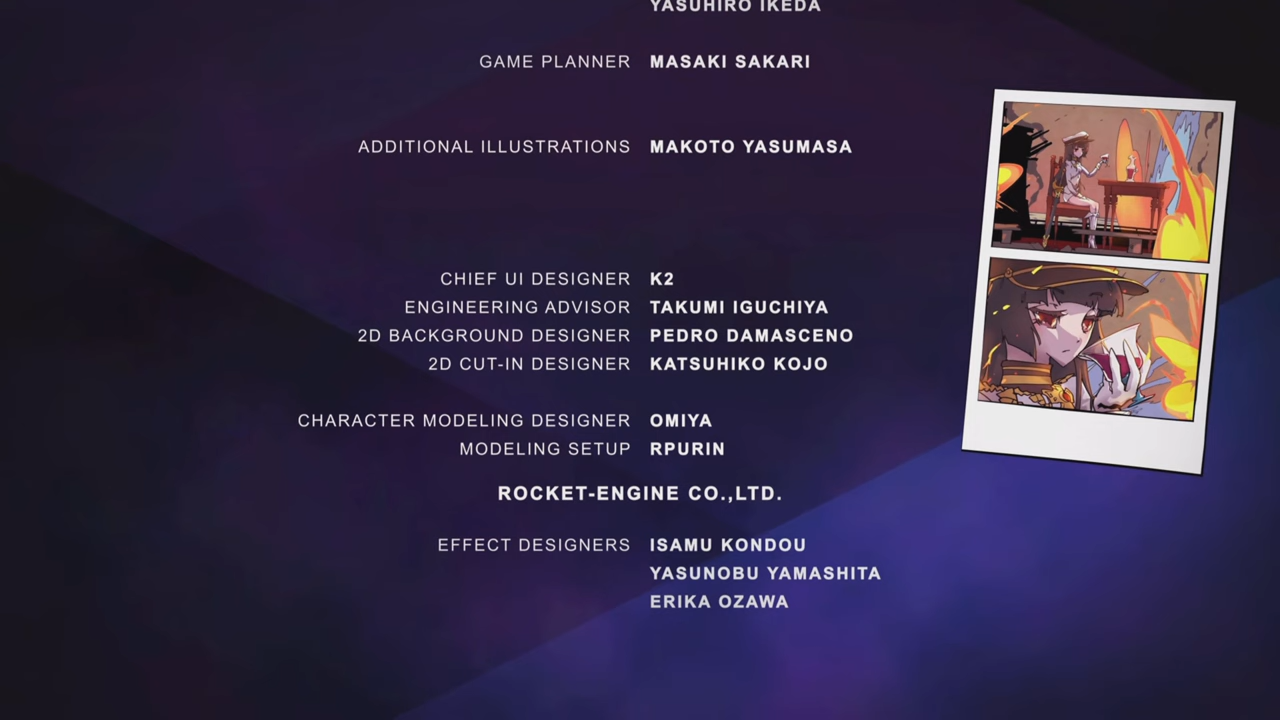 YASUHIRO IKEDA
GAME PLANNER MASAKI SAKARI
ADDITIONAL ILLUSTRATIONS MAKOTO YASUMASA
CHIEF UI DESIGNER K2
ENGINEERING ADVISOR TAKUMI IGUCHIYA
2D BACKGROUND DESIGNER PEDRO DAMASCENO
2D CUT-IN DESIGNER KATSUHIKO KOJO
CHARACTER MODELING DESIGNER OMIYA
MODELING SETUP RPURIN
ROCKET-ENGINE CO.,LTD.
EFFECT DESIGNERS ISAMU KONDOU
YASUNOBU YAMASHITA
ERIKA OZAWA